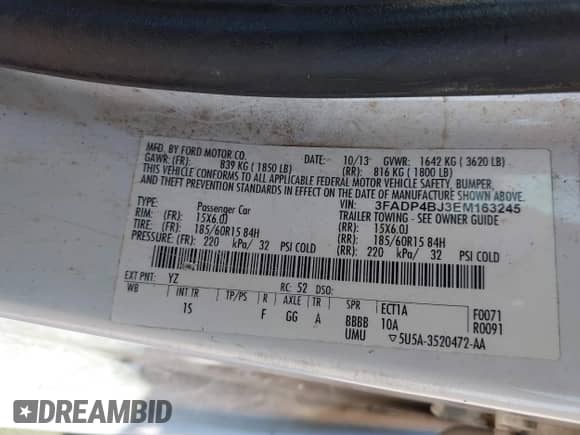 MFD. BY FORD MOTOR CO.
DATE: 10/13 GVWR: 1642 KG ( 3620 LB)
GAWR: (FR): 839 KG ( 1850 LB) (RR): 816 KG ( 1800 LB)
THIS VEHICLE CONFORMS TO ALL APPLICABLE FEDERAL MOTOR VEHICLE SAFETY, BUMPER,
AND THEFT PREVENTION STANDARDS IN EFFECT ON THE DATE OF MANUFACTURE SHOWN ABOVE.
VIN: 3FADP4BJ3EM163245
TYPE: Passenger Car TRAILER TOWING - SEE OWNER GUIDE
RIM: (FR): 15X6.0J (RR): 15X6.0J
TIRE: (FR): 185/60R15 84H (RR): 185/60R15 84H
PRESSURE: (FR): 220 kPa/ 32 PSI COLD (RR): 220 kPa/ 32 PSI COLD
EXT PNT: YZ RC: 52 DSO:
WB INT TR TP/PS R AXLE TR SPR ECT1A F0071
1S F GG A BBBB 10A R0091
UMU ▽5U5A-3520472-AA
DREAMBID